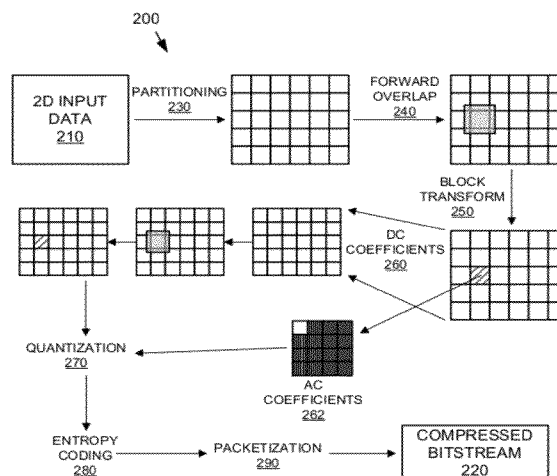 200
2D INPUT
DATA
210
PARTITIONING
230
FORWARD
OVERLAP
240
BLOCK
TRANSFORM
250
DC
COEFFICIENTS
260
QUANTIZATION
270
AC
COEFFICIENTS
262
ENTROPY
CODING
280
PACKETIZATION
290
COMPRESSED
BITSTREAM
220